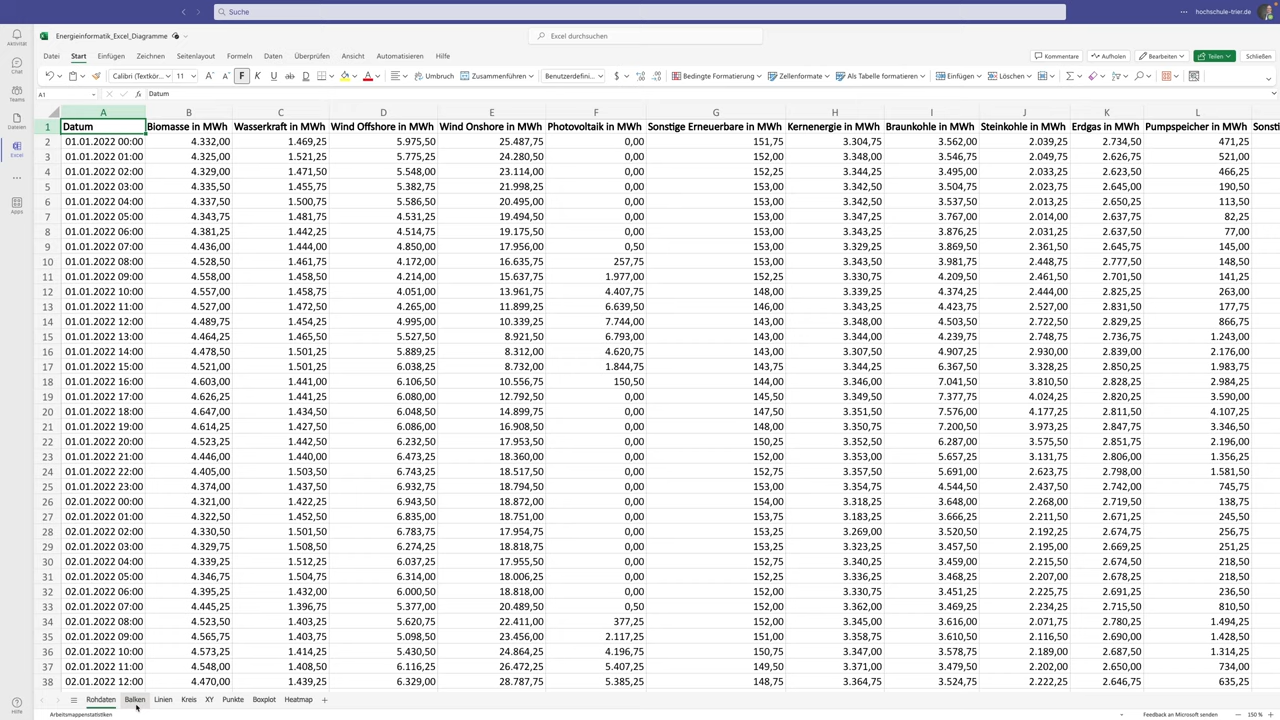 Suche
hochschule-trier.de
Energieinformatik_Excel_Diagramme
Excel durchsuchen
Aktivität
Chat
Teams
Dateien
Excel
Apps
Hilfe
Datei Start Einfügen Zeichnen Seitenlayout Formeln Daten Überprüfen Ansicht Automatisieren Hilfe
Kommentare Aufholen Bearbeiten Teilen Schließen
Calibri (Textkör... 11 A A F K U ab D A Umbruch Zusammenführen Benutzerdefini... $ Bedingte Formatierung Zellenformate Als Tabelle formatieren Einfügen Löschen
A1 fx Datum
A B C D E F G H I J K L
1 Datum Biomasse in MWh Wasserkraft in MWh Wind Offshore in MWh Wind Onshore in MWh Photovoltaik in MWh Sonstige Erneuerbare in MWh Kernenergie in MWh Braunkohle in MWh Steinkohle in MWh Erdgas in MWh Pumpspeicher in MWh Sonsti
2 01.01.2022 00:00 4.332,00 1.469,25 5.975,50 25.487,75 0,00 151,75 3.304,75 3.562,00 2.039,25 2.734,50 471,25
3 01.01.2022 01:00 4.325,00 1.521,25 5.775,25 24.280,50 0,00 152,00 3.348,00 3.546,75 2.049,75 2.626,75 521,00
4 01.01.2022 02:00 4.329,00 1.471,50 5.548,00 23.114,00 0,00 152,25 3.344,25 3.495,00 2.033,25 2.623,50 466,25
5 01.01.2022 03:00 4.335,50 1.455,75 5.382,75 21.998,25 0,00 153,00 3.342,50 3.504,75 2.023,75 2.645,00 190,50
6 01.01.2022 04:00 4.337,50 1.500,75 5.586,50 20.495,00 0,00 153,00 3.342,25 3.537,50 2.013,25 2.650,25 113,50
7 01.01.2022 05:00 4.343,75 1.481,75 4.531,25 19.494,50 0,00 153,00 3.347,25 3.767,00 2.014,00 2.637,75 82,25
8 01.01.2022 06:00 4.381,25 1.442,25 4.514,75 19.175,50 0,00 153,00 3.343,25 3.876,25 2.031,25 2.637,50 77,00
9 01.01.2022 07:00 4.436,00 1.444,00 4.850,00 17.956,00 0,50 153,00 3.329,25 3.869,50 2.361,50 2.645,75 145,00
10 01.01.2022 08:00 4.528,50 1.461,75 4.172,00 16.635,75 257,75 153,00 3.343,50 3.981,75 2.448,75 2.777,50 148,50
11 01.01.2022 09:00 4.558,00 1.458,50 4.214,00 15.637,75 1.977,00 152,25 3.330,75 4.209,50 2.461,50 2.701,50 141,25
12 01.01.2022 10:00 4.557,00 1.458,75 4.051,00 13.961,75 4.407,75 148,00 3.339,25 4.374,25 2.444,00 2.825,25 263,00
13 01.01.2022 11:00 4.527,00 1.472,50 4.265,00 11.899,25 6.639,50 146,00 3.343,25 4.423,75 2.527,00 2.831,50 177,75
14 01.01.2022 12:00 4.489,75 1.454,25 4.995,00 10.339,25 7.744,00 143,00 3.348,00 4.503,50 2.722,50 2.829,25 866,75
15 01.01.2022 13:00 4.464,25 1.465,50 5.527,50 8.921,50 6.793,00 143,00 3.344,00 4.239,75 2.748,75 2.736,75 1.243,00
16 01.01.2022 14:00 4.478,50 1.501,25 5.889,25 8.312,00 4.620,75 143,00 3.307,50 4.907,25 2.930,00 2.839,00 2.176,00
17 01.01.2022 15:00 4.521,00 1.501,25 6.038,25 8.732,00 1.844,75 143,75 3.344,25 6.367,50 3.328,25 2.850,25 1.983,75
18 01.01.2022 16:00 4.603,00 1.441,00 6.106,50 10.556,75 150,50 144,00 3.346,00 7.041,50 3.810,50 2.828,25 2.984,25
19 01.01.2022 17:00 4.626,25 1.441,25 6.080,00 12.792,50 0,00 145,50 3.349,50 7.377,75 4.024,25 2.820,25 3.590,00
20 01.01.2022 18:00 4.647,00 1.434,50 6.048,50 14.899,75 0,00 147,50 3.351,50 7.576,00 4.177,25 2.811,50 4.107,25
21 01.01.2022 19:00 4.614,25 1.427,50 6.086,00 16.908,50 0,00 148,00 3.350,75 7.200,50 3.973,25 2.847,75 3.346,50
22 01.01.2022 20:00 4.523,25 1.442,50 6.232,50 17.953,50 0,00 150,25 3.352,50 6.287,00 3.575,50 2.851,75 2.196,00
23 01.01.2022 21:00 4.446,00 1.440,00 6.473,25 18.360,00 0,00 152,00 3.357,25 5.657,25 3.131,75 2.806,00 1.356,25
24 01.01.2022 22:00 4.405,00 1.503,50 6.743,25 18.517,50 0,00 152,75 3.357,50 5.691,00 2.623,75 2.798,00 1.581,50
25 01.01.2022 23:00 4.374,00 1.437,50 6.932,75 18.794,50 0,00 153,00 3.354,75 4.544,50 2.437,50 2.742,00 745,75
26 02.01.2022 00:00 4.321,00 1.422,25 6.943,50 18.872,00 0,00 154,00 3.318,25 3.648,00 2.268,00 2.719,50 138,75
27 02.01.2022 01:00 4.322,50 1.452,50 6.835,00 18.751,00 0,00 153,75 3.183,25 3.666,25 2.211,50 2.671,25 245,50
28 02.01.2022 02:00 4.330,50 1.501,50 6.783,75 17.954,75 0,00 153,25 3.269,00 3.520,50 2.192,25 2.674,75 256,75
29 02.01.2022 03:00 4.329,75 1.508,50 6.274,25 18.818,75 0,00 153,25 3.323,25 3.457,50 2.195,00 2.669,25 251,25
30 02.01.2022 04:00 4.339,25 1.512,25 6.037,25 17.955,50 0,00 152,75 3.340,25 3.459,00 2.215,50 2.674,50 218,50
31 02.01.2022 05:00 4.346,75 1.504,75 6.314,00 18.006,25 0,00 152,25 3.336,25 3.468,25 2.207,00 2.678,25 218,50
32 02.01.2022 06:00 4.395,25 1.432,00 6.000,50 18.818,00 0,00 152,00 3.330,75 3.451,25 2.225,75 2.691,25 236,50
33 02.01.2022 07:00 4.445,25 1.396,75 5.377,00 20.489,50 0,50 152,00 3.362,00 3.469,25 2.234,25 2.715,50 810,50
34 02.01.2022 08:00 4.523,50 1.403,25 5.620,75 22.411,00 377,25 152,00 3.345,00 3.616,00 2.071,75 2.780,25 1.494,25
35 02.01.2022 09:00 4.565,75 1.403,75 5.098,50 23.456,00 2.117,25 151,00 3.358,75 3.610,50 2.116,50 2.690,00 1.428,50
36 02.01.2022 10:00 4.573,25 1.414,25 5.430,50 24.864,25 4.196,75 150,75 3.347,00 3.578,75 2.189,00 2.687,50 1.314,25
37 02.01.2022 11:00 4.548,00 1.408,50 6.116,25 26.472,25 5.407,25 149,50 3.371,00 3.479,50 2.202,00 2.650,00 734,00
38 02.01.2022 12:00 4.470,00 1.439,00 6.329,00 28.787,75 5.385,25 148,75 3.374,00 3.524,75 2.222,25 2.646,75 635,25
Rohdaten Balken Linien Kreis XY Punkte Boxplot Heatmap
Arbeitsmappenstatistiken Feedback an Microsoft senden 150 %